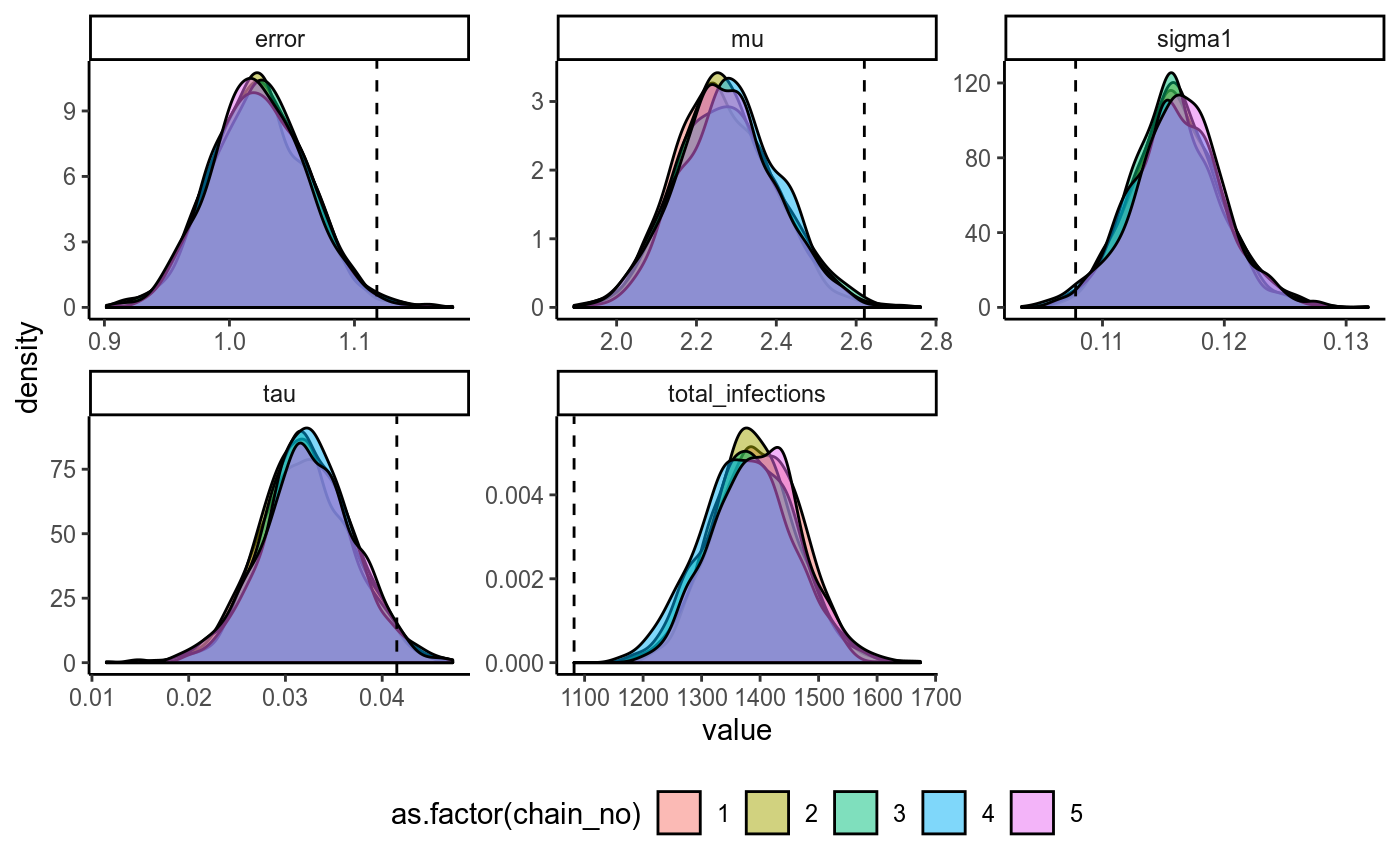 error
mu
sigma1
9
6
3
0
3
2
1
0
120
80
40
0
0.9 1.0 1.1
2.0 2.2 2.4 2.6 2.8
0.11 0.12 0.13
density
tau
total_infections
75
50
25
0
0.004
0.002
0.000
0.01 0.02 0.03 0.04
1100 1200 1300 1400 1500 1600 1700
value
as.factor(chain_no) 1 2 3 4 5